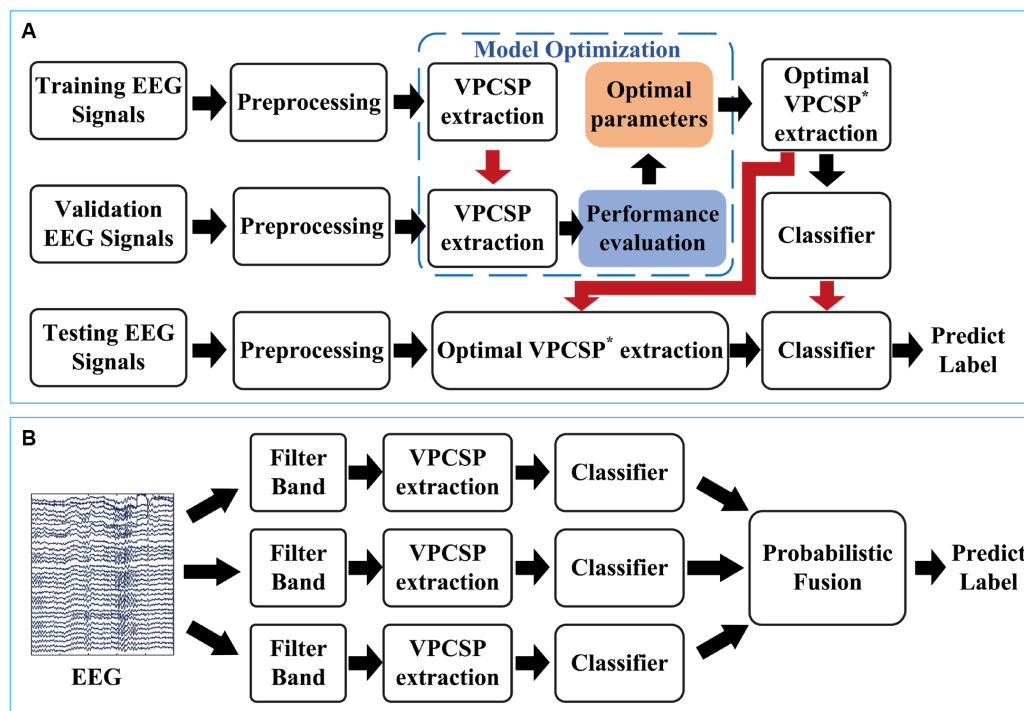 A
Model Optimization
Training EEG
Signals
Preprocessing
VPCSP
extraction
Optimal
parameters
Optimal
VPCSP*
extraction
Validation
EEG Signals
Preprocessing
VPCSP
extraction
Performance
evaluation
Classifier
Testing EEG
Signals
Preprocessing
Optimal VPCSP* extraction
Classifier
Predict
Label
B
EEG
Filter
Band
VPCSP
extraction
Classifier
Filter
Band
VPCSP
extraction
Classifier
Filter
Band
VPCSP
extraction
Classifier
Probabilistic
Fusion
Predict
Label